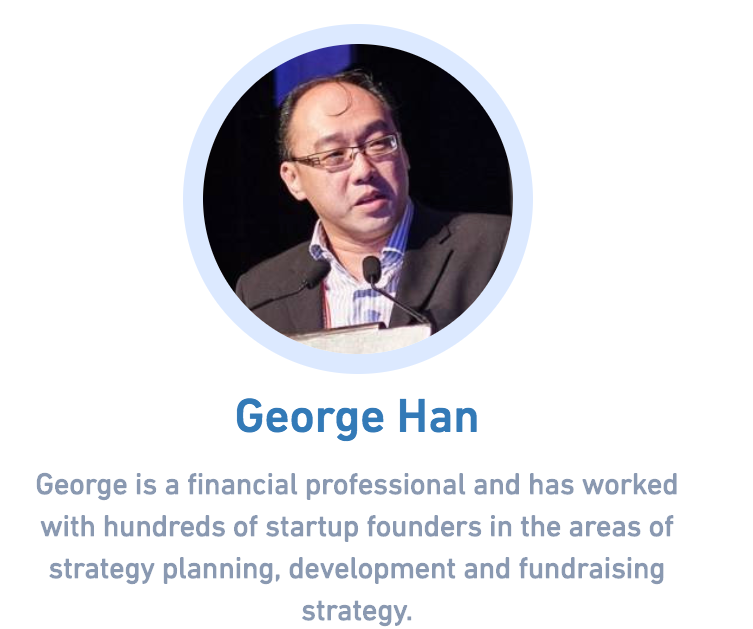 George Han
George is a financial professional and has worked
with hundreds of startup founders in the areas of
strategy planning, development and fundraising
strategy.